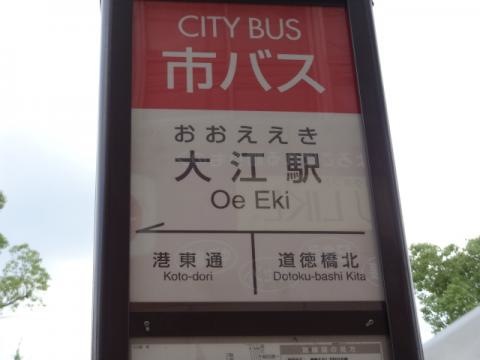 CITY BUS
市バス
おおええき
大江駅
Oe Eki
港東通
Koto-dori
道徳橋北
Dotoku-bashi Kita